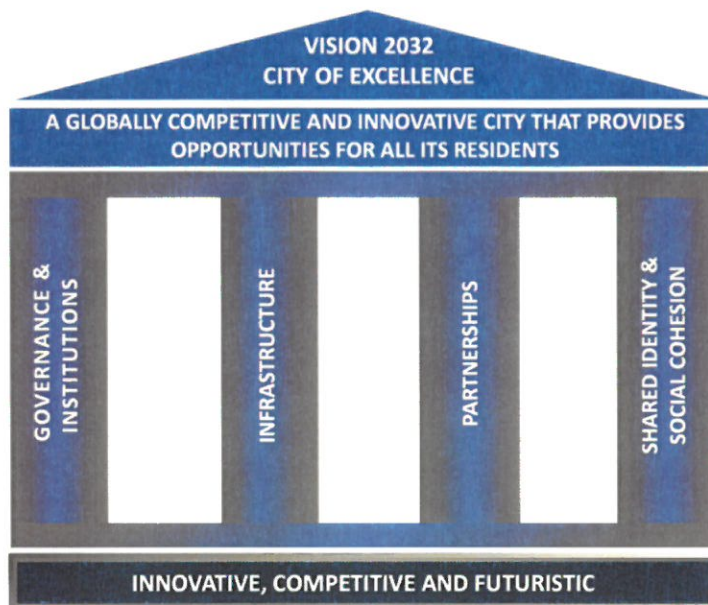 VISION 2032
CITY OF EXCELLENCE
A GLOBALLY COMPETITIVE AND INNOVATIVE CITY THAT PROVIDES
OPPORTUNITIES FOR ALL ITS RESIDENTS
GOVERNANCE &
INSTITUTIONS
INFRASTRUCTURE
PARTNERSHIPS
SHARED IDENTITY &
SOCIAL COHESION
INNOVATIVE, COMPETITIVE AND FUTURISTIC